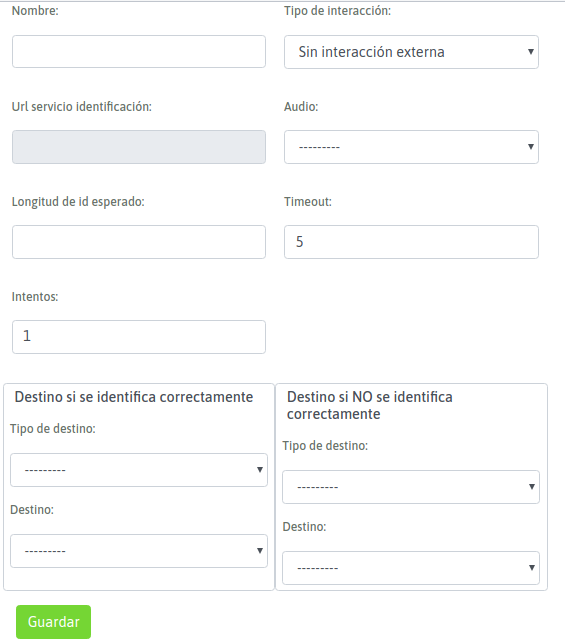 Nombre:
Tipo de interacción:
Sin interacción externa
Url servicio identificación:
Audio:
---------
Longitud de id esperado:
Timeout:
5
Intentos:
1
Destino si se identifica correctamente
Tipo de destino:
---------
Destino:
---------
Destino si NO se identifica
correctamente
Tipo de destino:
---------
Destino:
---------
Guardar